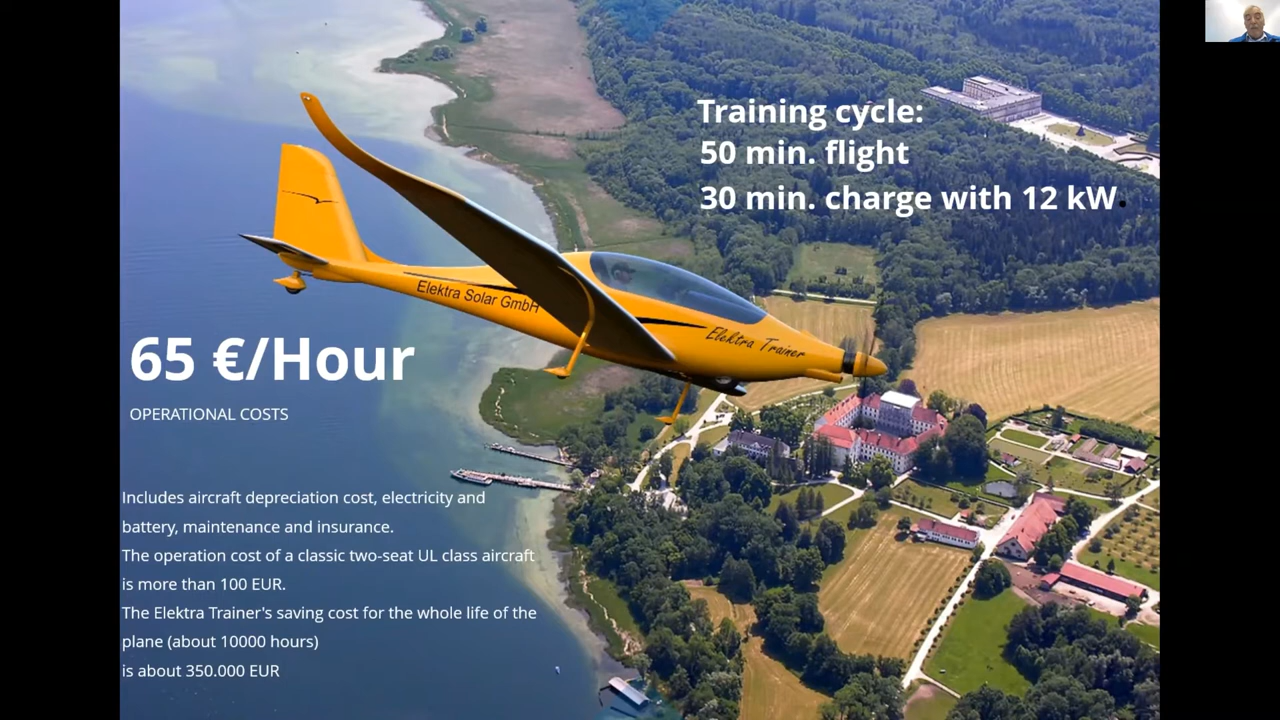 Training cycle:
50 min. flight
30 min. charge with 12 kW.
Elektra Solar GmbH
Elektra Trainer
65 €/Hour
OPERATIONAL COSTS
Includes aircraft depreciation cost, electricity and
battery, maintenance and insurance.
The operation cost of a classic two-seat UL class aircraft
is more than 100 EUR.
The Elektra Trainer's saving cost for the whole life of the
plane (about 10000 hours)
is about 350.000 EUR